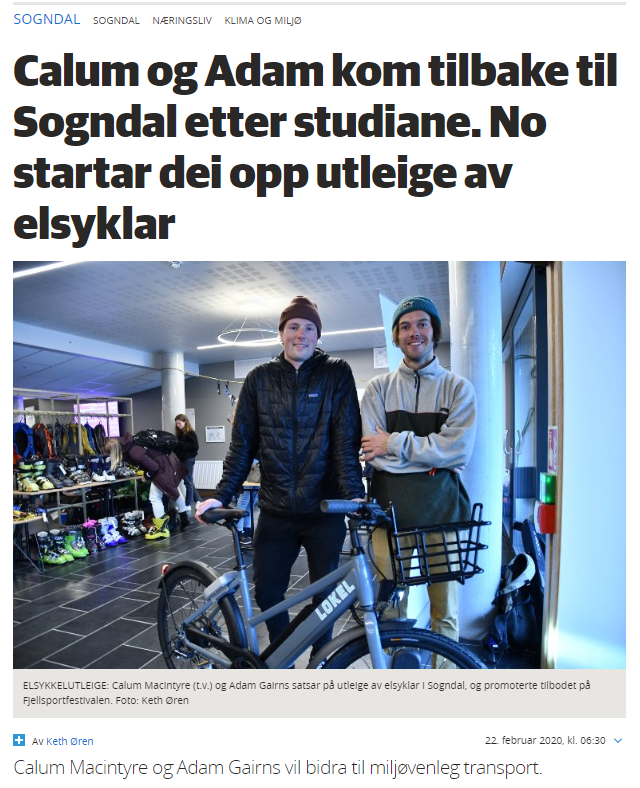 SOGNDAL SOGNDAL NÆRINGSLIV KLIMA OG MILJØ
Calum og Adam kom tilbake til
Sogndal etter studiane. No
startar dei opp utleige av
elsyklar
LOKEL
ELSYKKELUTLEIGE: Calum Macintyre (t.v.) og Adam Gairns satsar på utleige av elsyklar i Sogndal, og promoterte tilbodet på
Fjellsportfestivalen. Foto: Keth Øren
Av Keth Øren
22. februar 2020, kl. 06:30
Calum Macintyre og Adam Gairns vil bidra til miljøvenleg transport.